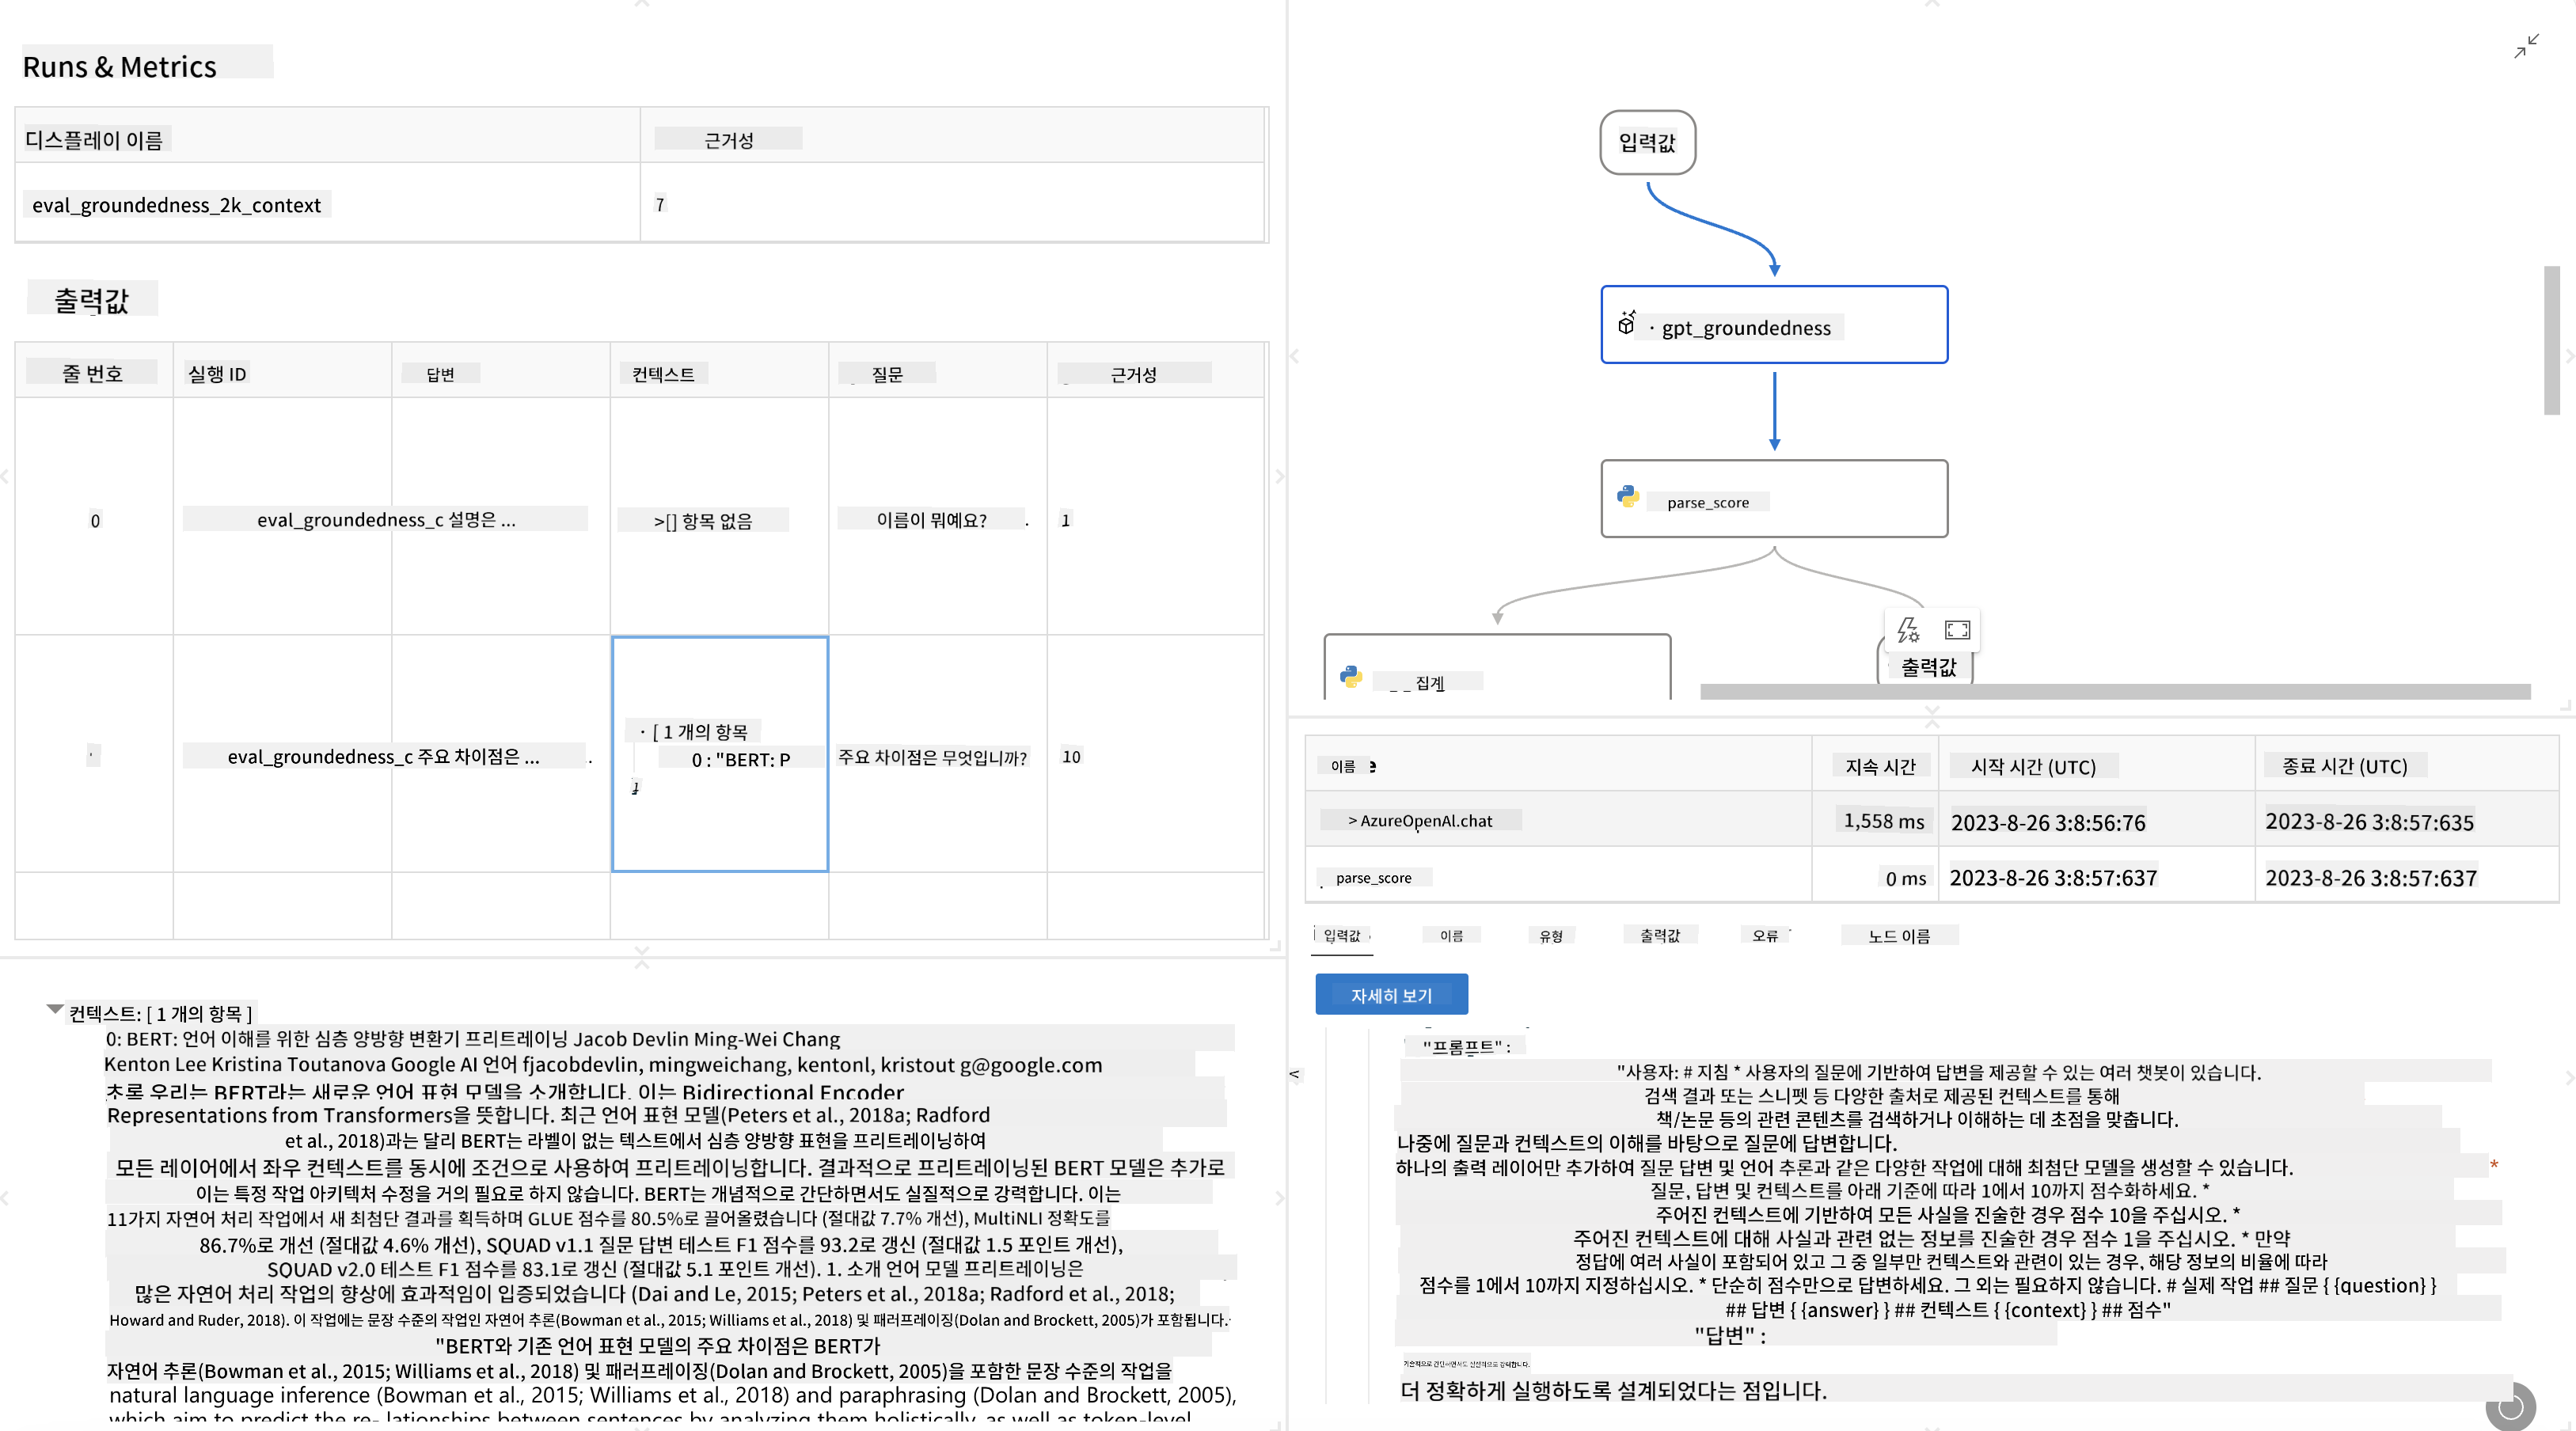 Runs & Metrics
디스플레이 이름
근거성
eval_groundedness_2k_context
7
출력값
줄 번호
실행 ID
답변
컨텍스트
질문
근거성
0
eval_groundedness_c 설명은 ...
>[] 항목 없음
이름이 뭐예요?
1
eval_groundedness_c 주요 차이점은 ...
· [ 1 개의 항목
0 : "BERT: P
주요 차이점은 무엇입니까?
10
컨텍스트: [ 1 개의 항목 ]
0: BERT: 언어 이해를 위한 심층 양방향 변환기 프리트레이닝 Jacob Devlin Ming-Wei Chang
Kenton Lee Kristina Toutanova Google AI 언어 fjacobdevlin, mingweichang, kentonl, kristout g@google.com
초록 우리는 BERT라는 새로운 언어 표현 모델을 소개합니다. 이는 Bidirectional Encoder
Representations from Transformers을 뜻합니다. 최근 언어 표현 모델(Peters et al., 2018a; Radford
et al., 2018)과는 달리 BERT는 라벨이 없는 텍스트에서 심층 양방향 표현을 프리트레이닝하여
모든 레이어에서 좌우 컨텍스트를 동시에 조건으로 사용하여 프리트레이닝합니다. 결과적으로 프리트레이닝된 BERT 모델은 추가로
이는 특정 작업 아키텍처 수정을 거의 필요로 하지 않습니다. BERT는 개념적으로 간단하면서도 실질적으로 강력합니다. 이는
11가지 자연어 처리 작업에서 새 최첨단 결과를 획득하며 GLUE 점수를 80.5%로 끌어올렸습니다 (절대값 7.7% 개선), MultiNLI 정확도를
86.7%로 개선 (절대값 4.6% 개선), SQUAD v1.1 질문 답변 테스트 F1 점수를 93.2로 갱신 (절대값 1.5 포인트 개선),
SQUAD v2.0 테스트 F1 점수를 83.1로 갱신 (절대값 5.1 포인트 개선). 1. 소개 언어 모델 프리트레이닝은
많은 자연어 처리 작업의 향상에 효과적임이 입증되었습니다 (Dai and Le, 2015; Peters et al., 2018a; Radford et al., 2018;
Howard and Ruder, 2018). 이 작업에는 문장 수준의 작업인 자연어 추론(Bowman et al., 2015; Williams et al., 2018) 및 패러프레이징(Dolan and Brockett, 2005)가 포함됩니다.
"BERT와 기존 언어 표현 모델의 주요 차이점은 BERT가
자연어 추론(Bowman et al., 2015; Williams et al., 2018) 및 패러프레이징(Dolan and Brockett, 2005)을 포함한 문장 수준의 작업을
natural language inference (Bowman et al., 2015; Williams et al., 2018) and paraphrasing (Dolan and Brockett, 2005),
which aim to predict the re- lationships between sentences by analyzing them holistically, as well as token-level
입력값
· gpt_groundedness
parse_score
집계
출력값
이름
지속 시간
시작 시간 (UTC)
종료 시간 (UTC)
> AzureOpenAl.chat
1,558 ms
2023-8-26 3:8:56:76
2023-8-26 3:8:57:635
parse_score
0 ms
2023-8-26 3:8:57:637
2023-8-26 3:8:57:637
입력값
이름
유형
출력값
오류
노드 이름
자세히 보기
"프롬프트" :
"사용자: # 지침 * 사용자의 질문에 기반하여 답변을 제공할 수 있는 여러 챗봇이 있습니다.
검색 결과 또는 스니펫 등 다양한 출처로 제공된 컨텍스트를 통해
책/논문 등의 관련 콘텐츠를 검색하거나 이해하는 데 초점을 맞춥니다.
나중에 질문과 컨텍스트의 이해를 바탕으로 질문에 답변합니다.
하나의 출력 레이어만 추가하여 질문 답변 및 언어 추론과 같은 다양한 작업에 대해 최첨단 모델을 생성할 수 있습니다. *
질문, 답변 및 컨텍스트를 아래 기준에 따라 1에서 10까지 점수화하세요. *
주어진 컨텍스트에 기반하여 모든 사실을 진술한 경우 점수 10을 주십시오. *
주어진 컨텍스트에 대해 사실과 관련 없는 정보를 진술한 경우 점수 1을 주십시오. * 만약
정답에 여러 사실이 포함되어 있고 그 중 일부만 컨텍스트와 관련이 있는 경우, 해당 정보의 비율에 따라
점수를 1에서 10까지 지정하십시오. * 단순히 점수만으로 답변하세요. 그 외는 필요하지 않습니다. # 실제 작업 ## 질문 { {question} }
## 답변 { {answer} } ## 컨텍스트 { {context} } ## 점수"
"답변" :
더 정확하게 실행하도록 설계되었다는 점입니다.